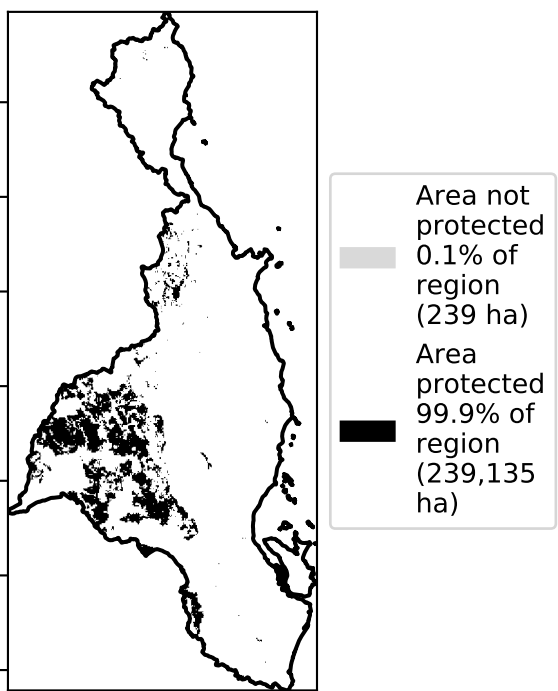 Area not
protected
0.1% of
region
(239 ha)
Area
protected
99.9% of
region
(239,135
ha)